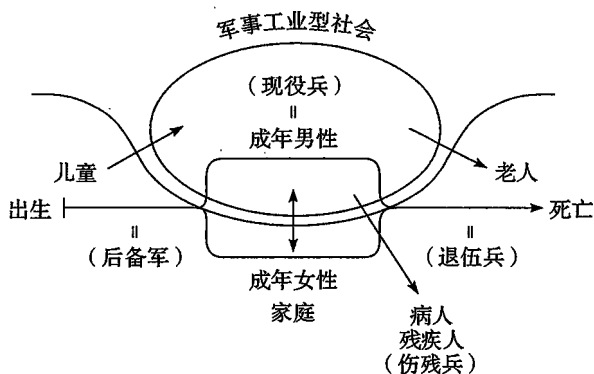 军事工业型社会
（现役兵）
=
成年男性
儿童
老人
出生
死亡
=
（后备军）
=
（退伍兵）
成年女性
家庭
病人
残疾人
（伤残兵）